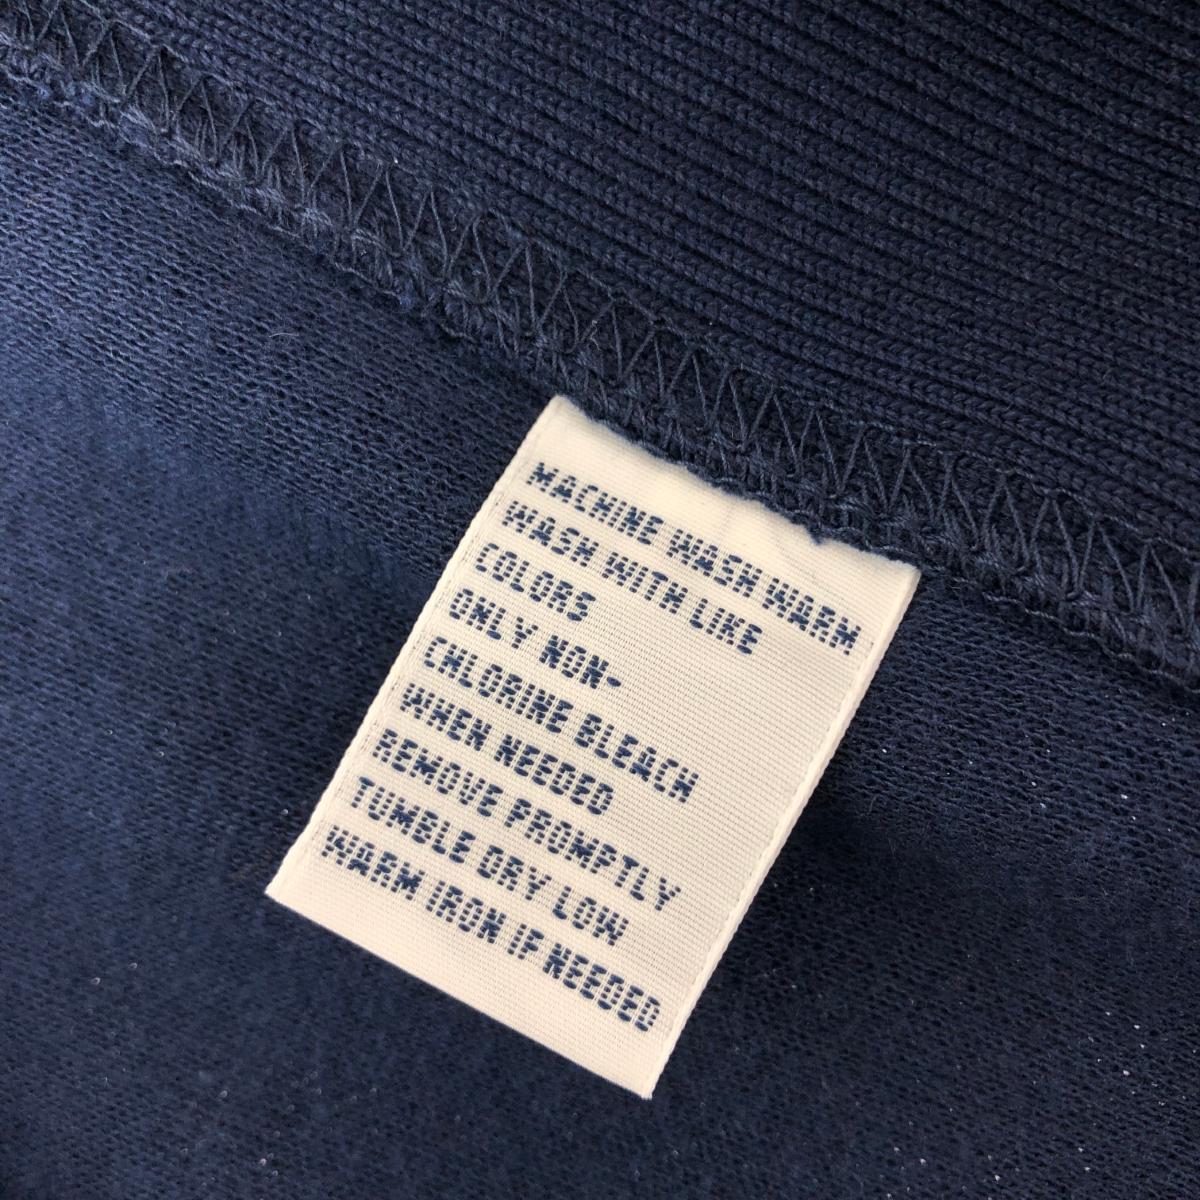 MACHINE WASH WARM
WASH WITH LIKE
COLORS
ONLY NON-
CHLORINE BLEACH
WHEN NEEDED
REMOVE PROMPTLY
TUMBLE DRY LOW
WARM IRON IF NEEDED